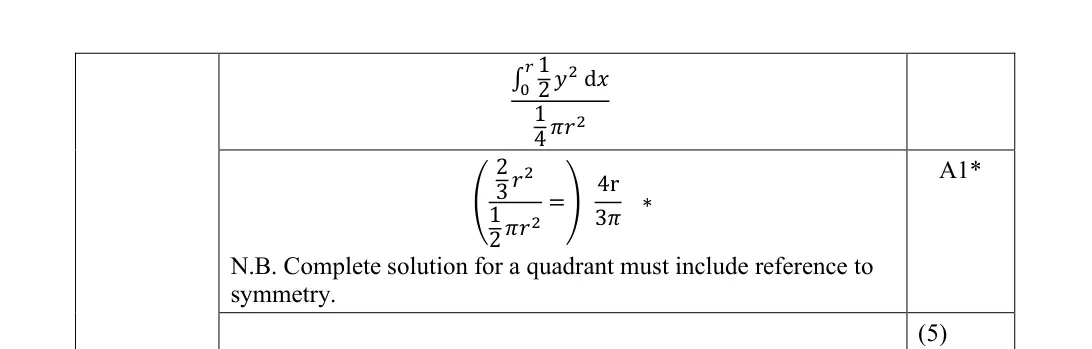 ∫₀ʳ ½y² dx / ¼πr²
(⅔r² / ½πr² =) 4r / 3π *
A1*
N.B. Complete solution for a quadrant must include reference to
symmetry.
(5)